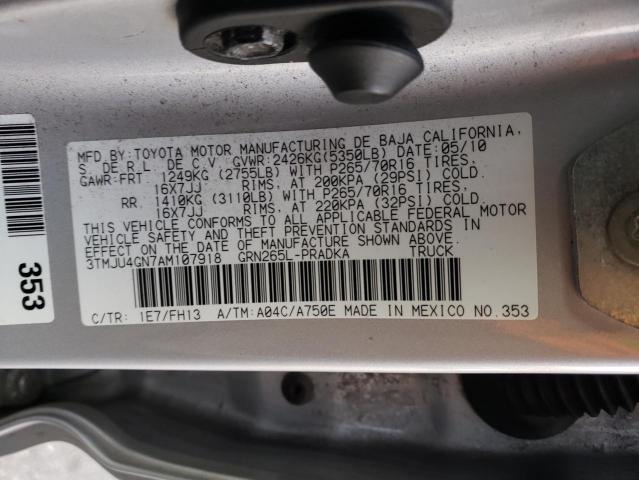 MFD.BY:TOYOTA MOTOR MANUFACTURING DE BAJA CALIFORNIA,
S. DE R.L. DE C.V. GVWR:2426KG(5350LB) DATE:05/10
GAWR:FRT 1249KG (2755LB) WITH P265/70R16 TIRES,
16X7JJ RIMS, AT 200KPA (29PSI) COLD.
RR 1410KG (3110LB) WITH P265/70R16 TIRES,
16X7JJ RIMS, AT 220KPA (32PSI) COLD.
THIS VEHICLE CONFORMS TO ALL APPLICABLE FEDERAL MOTOR
VEHICLE SAFETY AND THEFT PREVENTION STANDARDS IN
EFFECT ON THE DATE OF MANUFACTURE SHOWN ABOVE.
3TMJU4GN7AM107918 GRN265L-PRADKA TRUCK
C/TR: 1E7/FH13 A/TM:A04C/A750E MADE IN MEXICO NO.353
353